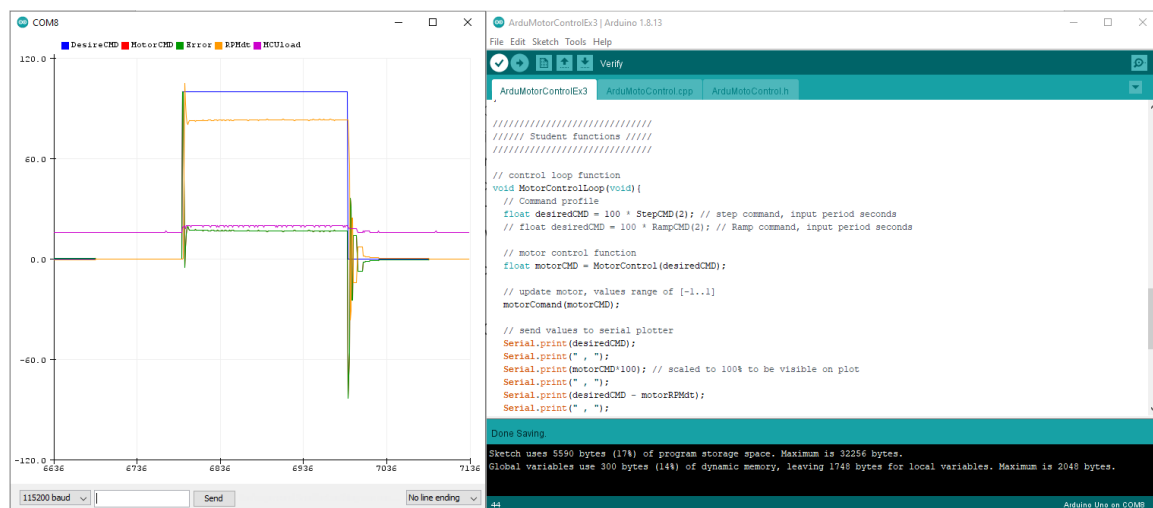 COM8
DesireCMD MotorCMD Error RPMdt MCUload
120.0
60.0
0.0
-60.0
-120.0
6636 6736 6836 6936 7036 7136
115200 baud Send No line ending
ArduMotorControlEx3 | Arduino 1.8.13
File Edit Sketch Tools Help
Verify
ArduMotorControlEx3 ArduMotoControl.cpp ArduMotoControl.h
//////////////////////////////
////// Student functions /////
//////////////////////////////
// control loop function
void MotorControlLoop(void){
// Command profile
float desiredCMD = 100 * StepCMD(2); // step command, input period seconds
// float desiredCMD = 100 * RampCMD(2); // Ramp command, input period seconds
// motor control function
float motorCMD = MotorControl(desiredCMD);
// update motor, values range of [-1..1]
motorComand(motorCMD);
// send values to serial plotter
Serial.print(desiredCMD);
Serial.print(" , ");
Serial.print(motorCMD*100); // scaled to 100% to be visible on plot
Serial.print(" , ");
Serial.print(desiredCMD - motorRPMdt);
Serial.print(" , ");
Done Saving.
Sketch uses 5590 bytes (17%) of program storage space. Maximum is 32256 bytes.
Global variables use 300 bytes (14%) of dynamic memory, leaving 1748 bytes for local variables. Maximum is 2048 bytes.
44 Arduino Uno on COM8